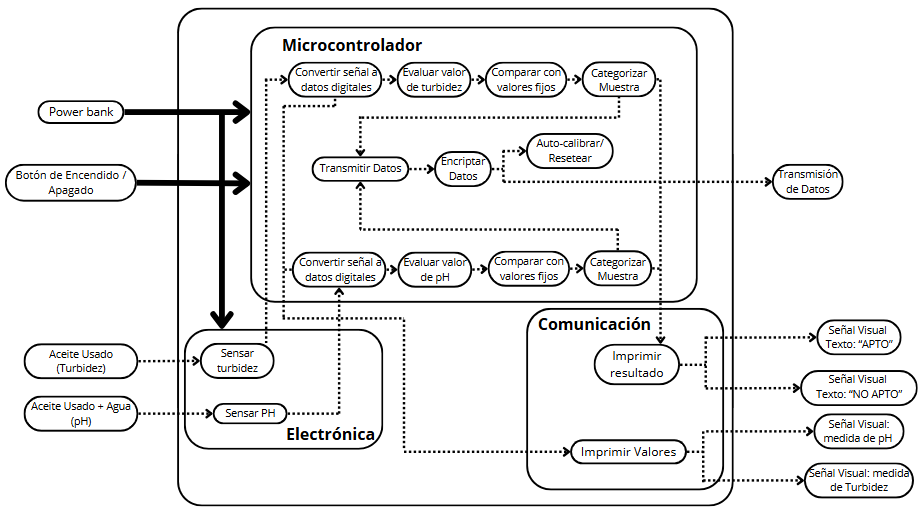 Microcontrolador
Convertir señal a
datos digitales
Evaluar valor
de turbidez
Comparar con
valores fijos
Categorizar
Muestra
Power bank
Botón de Encendido /
Apagado
Transmitir Datos
Encriptar
Datos
Auto-calibrar/
Resetear
Transmisión
de Datos
Convertir señal a
datos digitales
Evaluar valor
de pH
Comparar con
valores fijos
Categorizar
Muestra
Comunicación
Aceite Usado
(Turbidez)
Sensar
turbidez
Imprimir
resultado
Señal Visual
Texto: “APTO”
Señal Visual
Texto: “NO APTO”
Aceite Usado + Agua
(pH)
Sensar PH
Electrónica
Imprimir Valores
Señal Visual:
medida de pH
Señal Visual: medida
de Turbidez